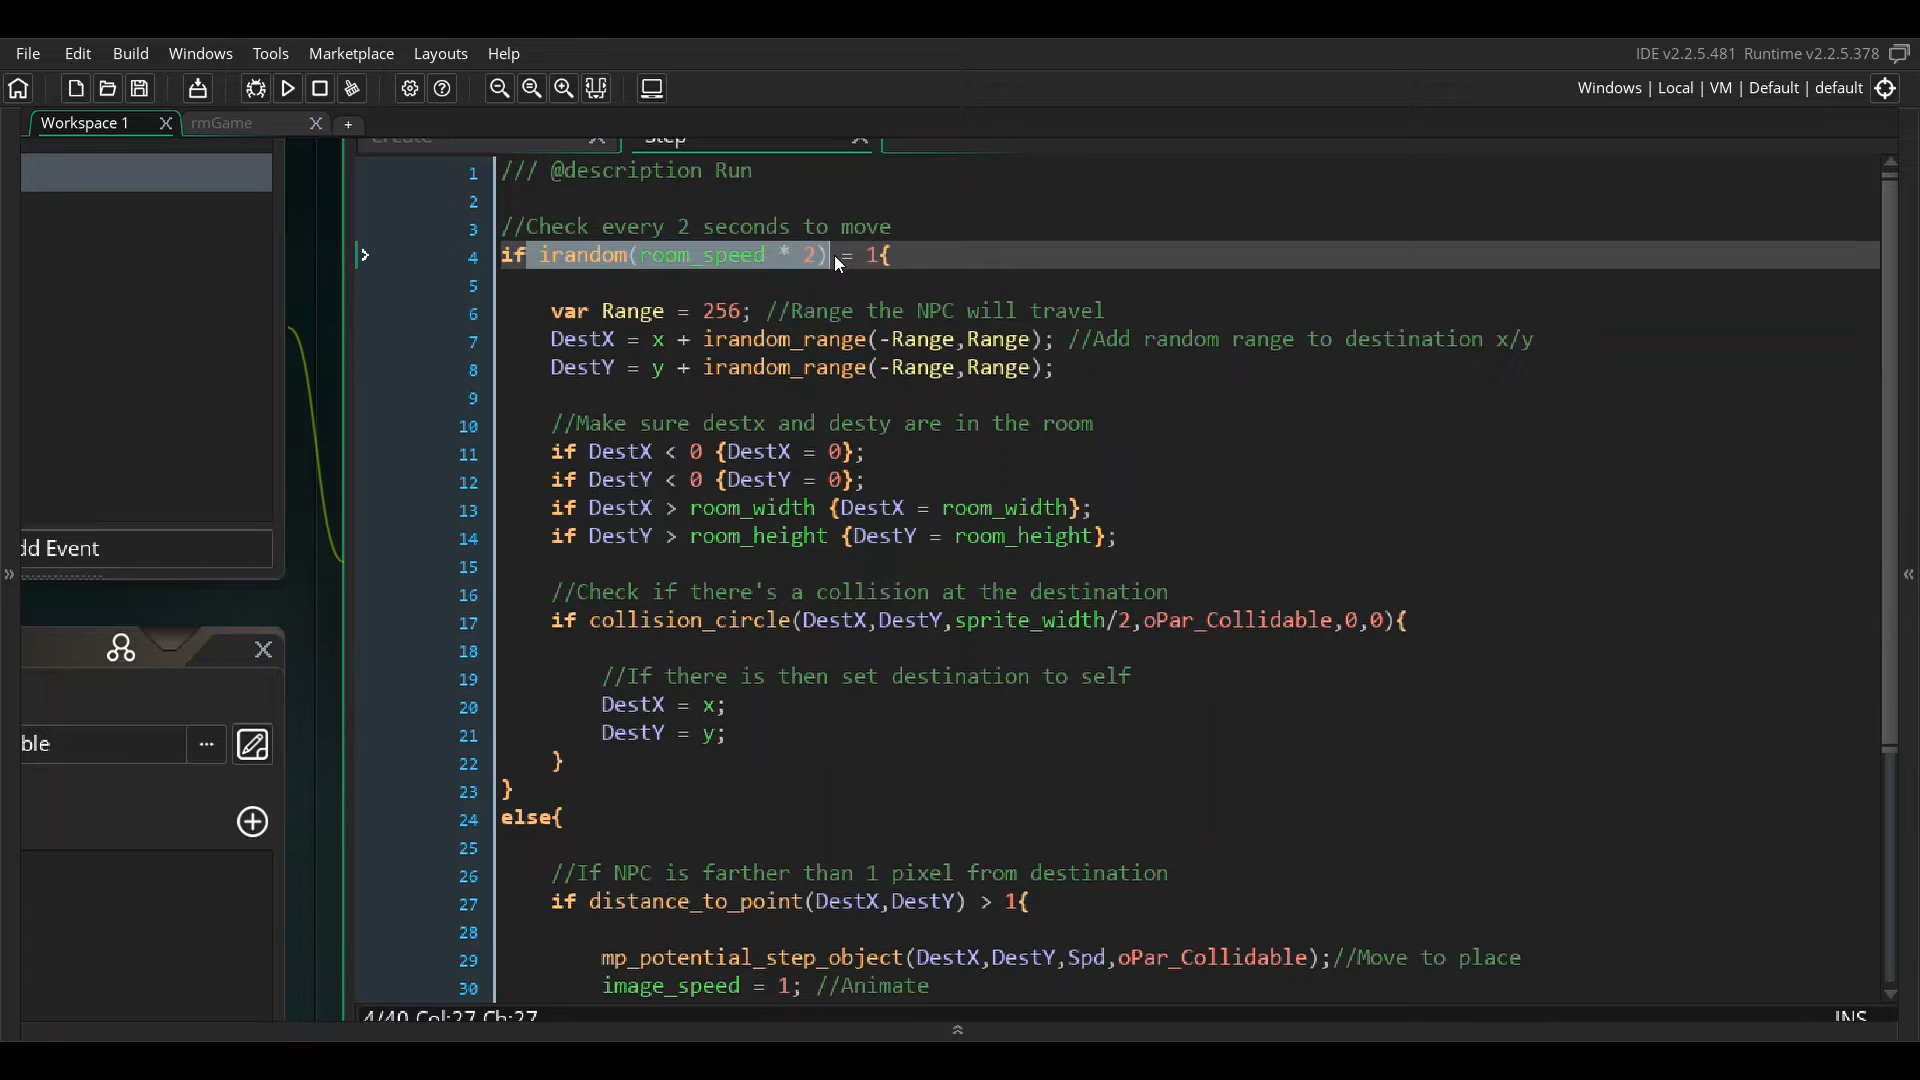 File Edit Build Windows Tools Marketplace Layouts Help
IDE v2.2.5.481 Runtime v2.2.5.378
Windows | Local | VM | Default | default
Workspace 1 X rmGame X +
Create Step
1 /// @description Run
2
3 //Check every 2 seconds to move
4 if irandom(room_speed * 2) = 1{
5
6 var Range = 256; //Range the NPC will travel
7 DestX = x + irandom_range(-Range,Range); //Add random range to destination x/y
8 DestY = y + irandom_range(-Range,Range);
9
10 //Make sure destx and desty are in the room
11 if DestX < 0 {DestX = 0};
12 if DestY < 0 {DestY = 0};
13 if DestX > room_width {DestX = room_width};
14 if DestY > room_height {DestY = room_height};
15
16 //Check if there's a collision at the destination
17 if collision_circle(DestX,DestY,sprite_width/2,oPar_Collidable,0,0){
18
19 //If there is then set destination to self
20 DestX = x;
21 DestY = y;
22 }
23 }
24 else{
25
26 //If NPC is farther than 1 pixel from destination
27 if distance_to_point(DestX,DestY) > 1{
28
29 mp_potential_step_object(DestX,DestY,Spd,oPar_Collidable);//Move to place
30 image_speed = 1; //Animate
dd Event
ble
4/40 Col:27 Ch:27
INS